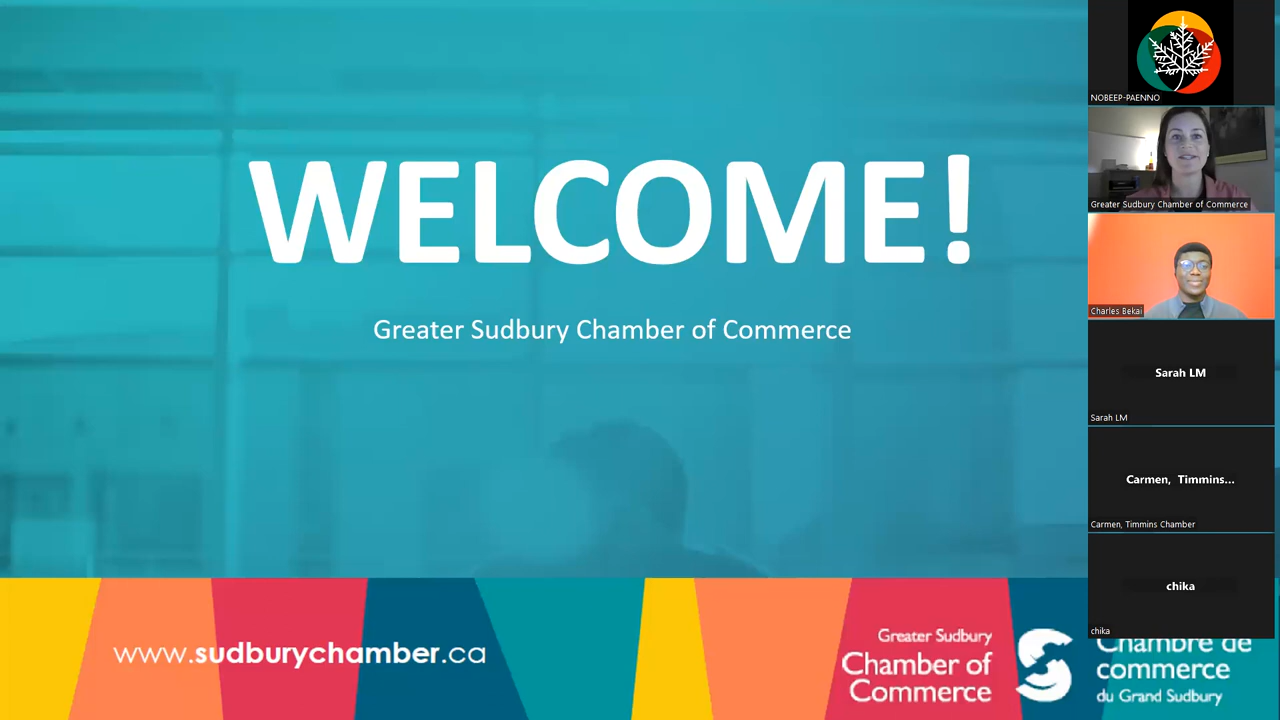 WELCOME!
Greater Sudbury Chamber of Commerce
www.sudburychamber.ca
Greater Sudbury
Chamber of
Commerce
Chambre de
commerce
du Grand Sudbury
NOBEEP-PAENNO
Greater Sudbury Chamber of Commerce
Charles Bekai
Sarah LM
Sarah LM
Carmen, Timmins...
Carmen, Timmins Chamber
chika
chika